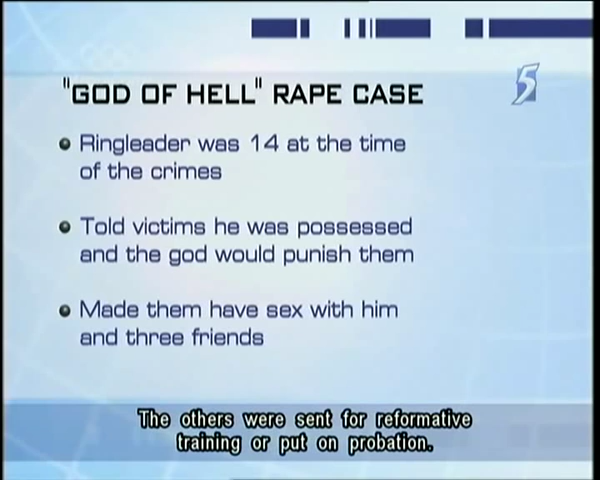 "GOD OF HELL" RAPE CASE
5
Ringleader was 14 at the time
of the crimes
Told victims he was possessed
and the god would punish them
Made them have sex with him
and three friends
The others were sent for reformative
training or put on probation.